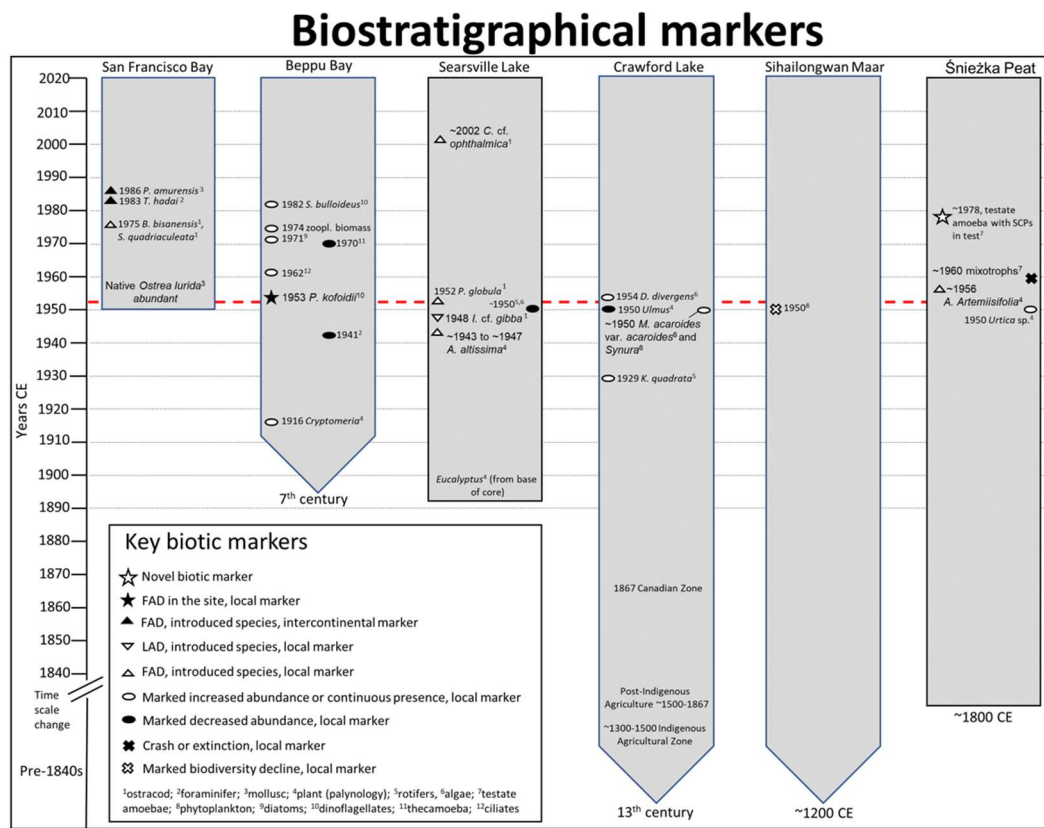 Biostratigraphical markers
San Francisco Bay
Beppu Bay
Searsville Lake
Crawford Lake
Sihailongwan Maar
Śnieżka Peat
Years CE
2020
2010
2000
1990
1980
1970
1960
1950
1940
1930
1920
1910
1900
1890
1880
1870
1860
1850
1840
Time
scale
change
Pre-1840s
1986 P. amurensis³
1983 T. hadai²
1975 B. bisanensis¹,
S. quadriaculeata¹
Native Ostrea lurida³
abundant
1982 S. bulloideus¹⁰
1974 zoopl. biomass
1971⁹
1970¹¹
1962¹²
1953 P. kofoidii¹⁰
1941²
1916 Cryptomeria⁴
7th century
~2002 C. cf.
ophthalmica¹
1952 P. globula¹
~1950⁵,⁶
1948 I. cf. gibba¹
~1943 to ~1947
A. altissima⁴
Eucalyptus⁴ (from base
of core)
1954 D. divergens⁶
1950 Ulmus⁴
~1950 M. acaroides
var. acaroides⁶ and
Synura⁶
1929 K. quadrata⁵
1867 Canadian Zone
Post-Indigenous
Agriculture ~1500-1867
~1300-1500 Indigenous
Agricultural Zone
13th century
1950⁸
~1200 CE
~1978, testate
amoeba with SCPs
in test⁷
~1960 mixotrophs⁷
~1956
A. Artemiisifolia⁴
1950 Urtica sp.⁴
~1800 CE
Key biotic markers
Novel biotic marker
FAD in the site, local marker
FAD, introduced species, intercontinental marker
LAD, introduced species, local marker
FAD, introduced species, local marker
Marked increased abundance or continuous presence, local marker
Marked decreased abundance, local marker
Crash or extinction, local marker
Marked biodiversity decline, local marker
¹ostracod; ²foraminifer; ³mollusc; ⁴plant (palynology); ⁵rotifers, ⁶algae; ⁷testate
amoebae; ⁸phytoplankton; ⁹diatoms; ¹⁰dinoflagellates; ¹¹thecamoeba; ¹²ciliates